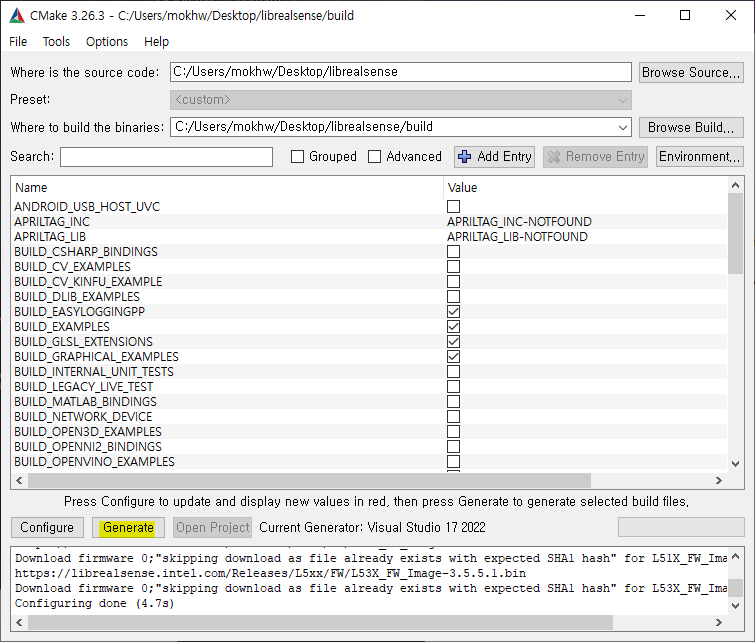 CMake 3.26.3 - C:/Users/mokhw/Desktop/librealsense/build
File Tools Options Help
Where is the source code: C:/Users/mokhw/Desktop/librealsense Browse Source...
Preset: <custom>
Where to build the binaries: C:/Users/mokhw/Desktop/librealsense/build Browse Build...
Search: Grouped Advanced Add Entry Remove Entry Environment...
Name Value
ANDROID_USB_HOST_UVC
APRILTAG_INC APRILTAG_INC-NOTFOUND
APRILTAG_LIB APRILTAG_LIB-NOTFOUND
BUILD_CSHARP_BINDINGS
BUILD_CV_EXAMPLES
BUILD_CV_KINFU_EXAMPLE
BUILD_DLIB_EXAMPLES
BUILD_EASYLOGGINGPP
BUILD_EXAMPLES
BUILD_GLSL_EXTENSIONS
BUILD_GRAPHICAL_EXAMPLES
BUILD_INTERNAL_UNIT_TESTS
BUILD_LEGACY_LIVE_TEST
BUILD_MATLAB_BINDINGS
BUILD_NETWORK_DEVICE
BUILD_OPEN3D_EXAMPLES
BUILD_OPENNI2_BINDINGS
BUILD_OPENVINO_EXAMPLES
Press Configure to update and display new values in red, then press Generate to generate selected build files.
Configure Generate Open Project Current Generator: Visual Studio 17 2022
Download firmware 0;"skipping download as file already exists with expected SHA1 hash" for L51X_FW_Ima
https://librealsense.intel.com/Releases/L5xx/FW/L53X_FW_Image-3.5.5.1.bin
Download firmware 0;"skipping download as file already exists with expected SHA1 hash" for L53X_FW_Ima
Configuring done (4.7s)